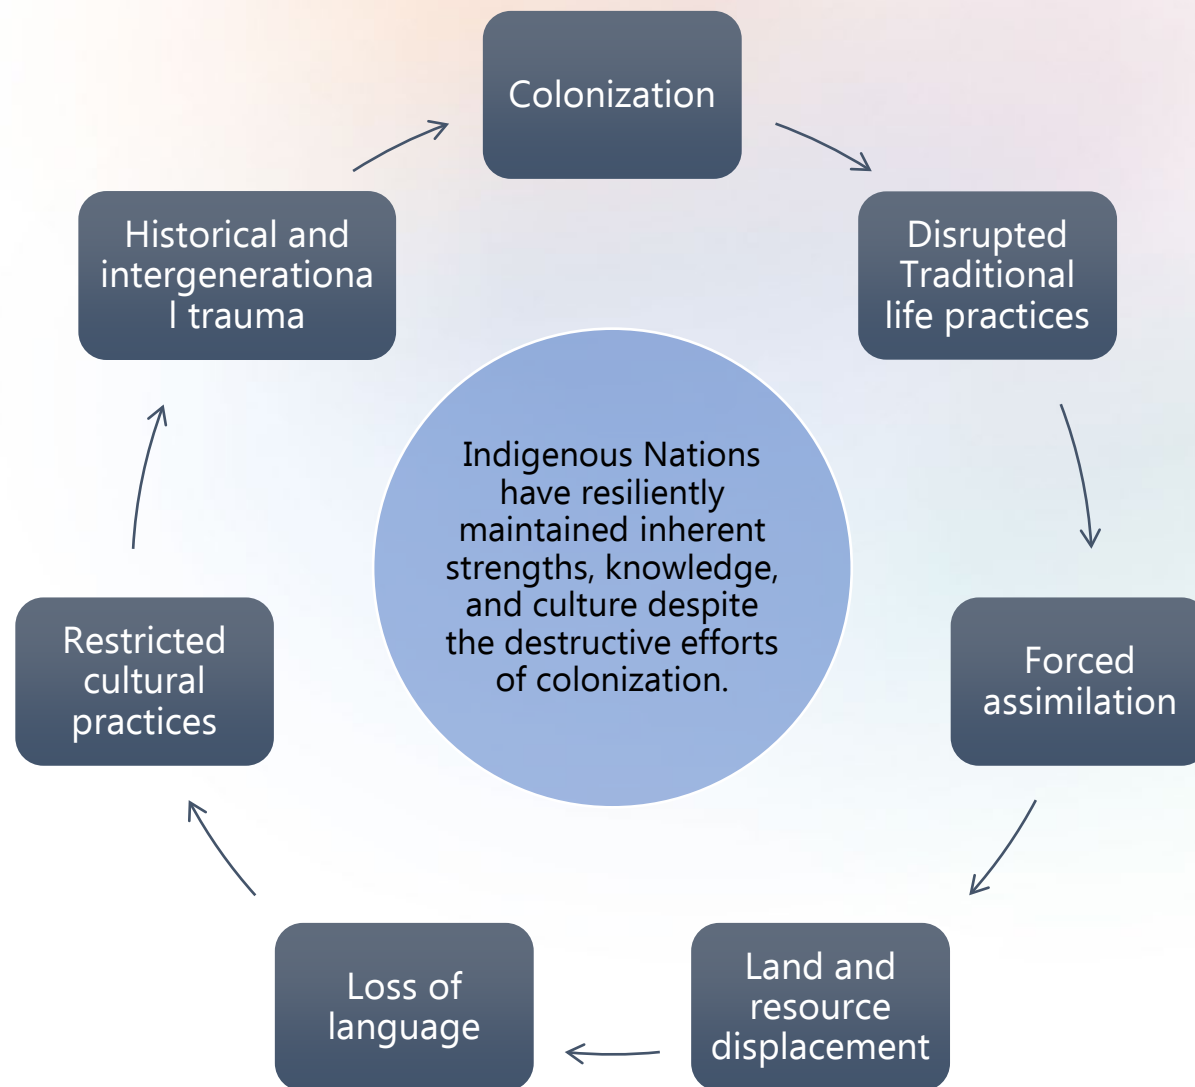 Colonization
Disrupted
Traditional
life practices
Forced
assimilation
Land and
resource
displacement
Loss of
language
Restricted
cultural
practices
Historical and
intergenerationa
l trauma
Indigenous Nations
have resiliently
maintained inherent
strengths, knowledge,
and culture despite
the destructive efforts
of colonization.